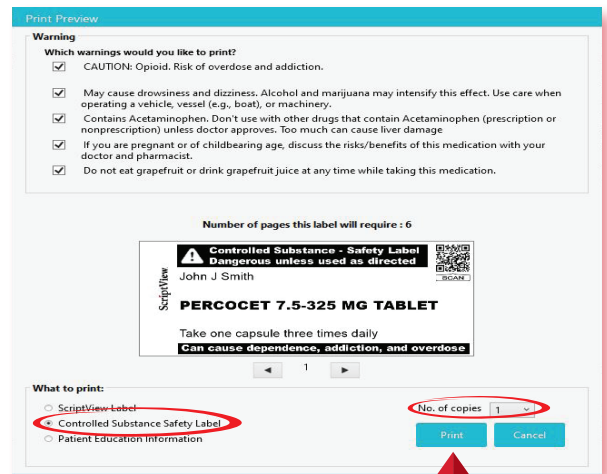 Print Preview
Warning
Which warnings would you like to print?
CAUTION: Opioid. Risk of overdose and addiction.
May cause drowsiness and dizziness. Alcohol and marijuana may intensify this effect. Use care when
operating a vehicle, vessel (e.g., boat), or machinery.
Contains Acetaminophen. Don't use with other drugs that contain Acetaminophen (prescription or
nonprescription) unless doctor approves. Too much can cause liver damage
If you are pregnant or of childbearing age, discuss the risks/benefits of this medication with your
doctor and pharmacist.
Do not eat grapefruit or drink grapefruit juice at any time while taking this medication.
Number of pages this label will require : 6
ScriptView
Controlled Substance - Safety Label
Dangerous unless used as directed
SCAN
John J Smith
PERCOCET 7.5-325 MG TABLET
Take one capsule three times daily
Can cause dependence, addiction, and overdose
1
What to print:
ScriptView Label
Controlled Substance Safety Label
Patient Education Information
No. of copies 1
Print Cancel